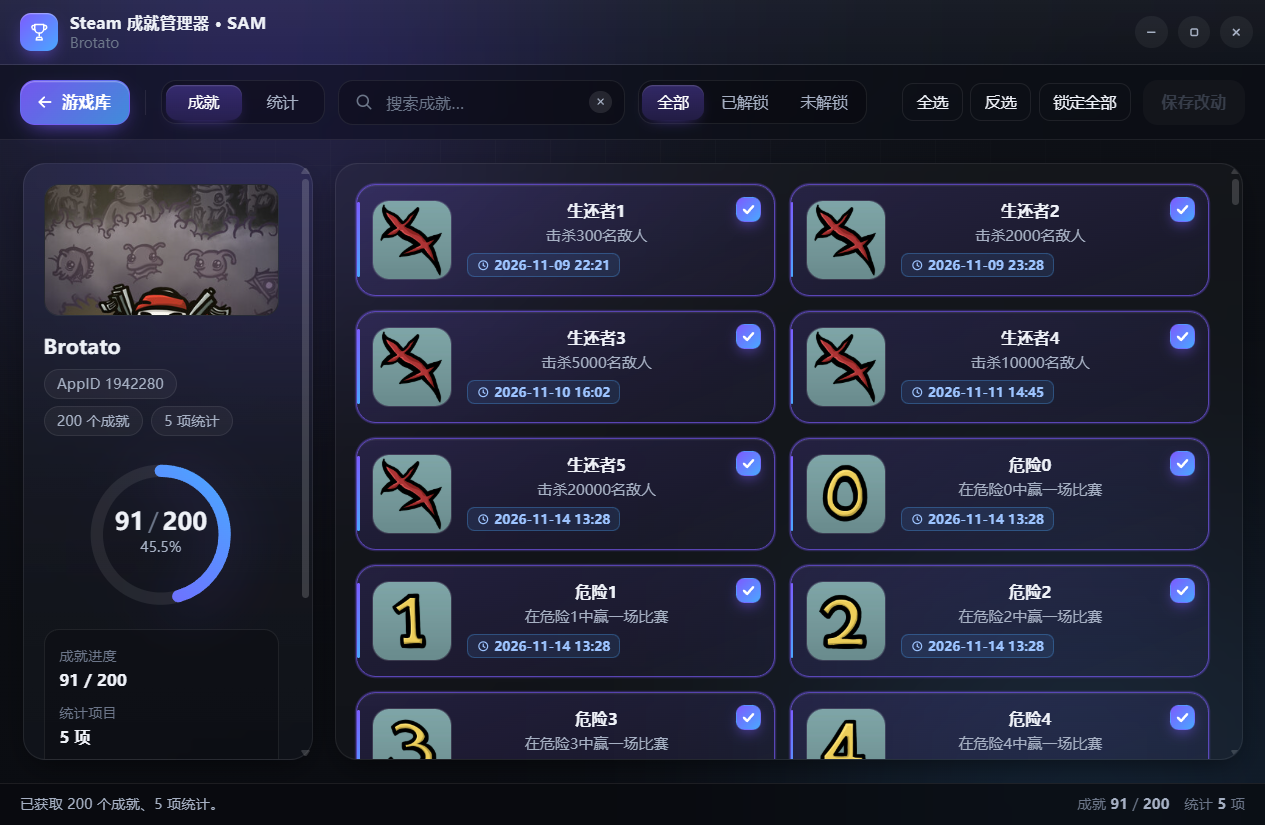 Steam 成就管理器 • SAM
Brotato
游戏库
成就
统计
搜索成就...
全部
已解锁
未解锁
全选
反选
锁定全部
保存改动
Brotato
AppID 1942280
200 个成就
5 项统计
91/200
45.5%
成就进度
91 / 200
统计项目
5 项
生还者1
击杀300名敌人
2026-11-09 22:21
生还者2
击杀2000名敌人
2026-11-09 23:28
生还者3
击杀5000名敌人
2026-11-10 16:02
生还者4
击杀10000名敌人
2026-11-11 14:45
生还者5
击杀20000名敌人
2026-11-14 13:28
0
危险0
在危险0中赢一场比赛
2026-11-14 13:28
1
危险1
在危险1中赢一场比赛
2026-11-14 13:28
2
危险2
在危险2中赢一场比赛
2026-11-14 13:28
3
危险3
在危险3中赢一场比赛
4
危险4
在危险4中赢一场比赛
已获取 200 个成就、5 项统计。
成就 91 / 200 统计 5 项